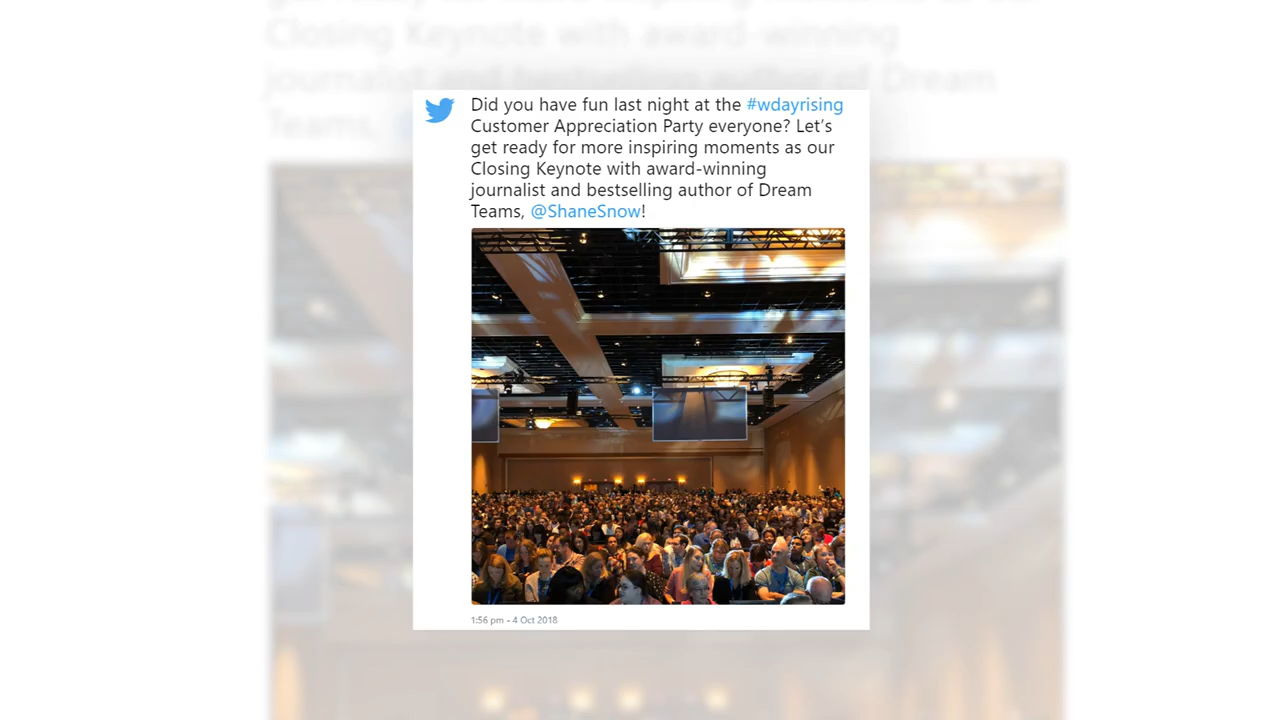 Did you have fun last night at the #wdayrising
Customer Appreciation Party everyone? Let’s
get ready for more inspiring moments as our
Closing Keynote with award-winning
journalist and bestselling author of Dream
Teams, @ShaneSnow!
1:56 pm - 4 Oct 2018